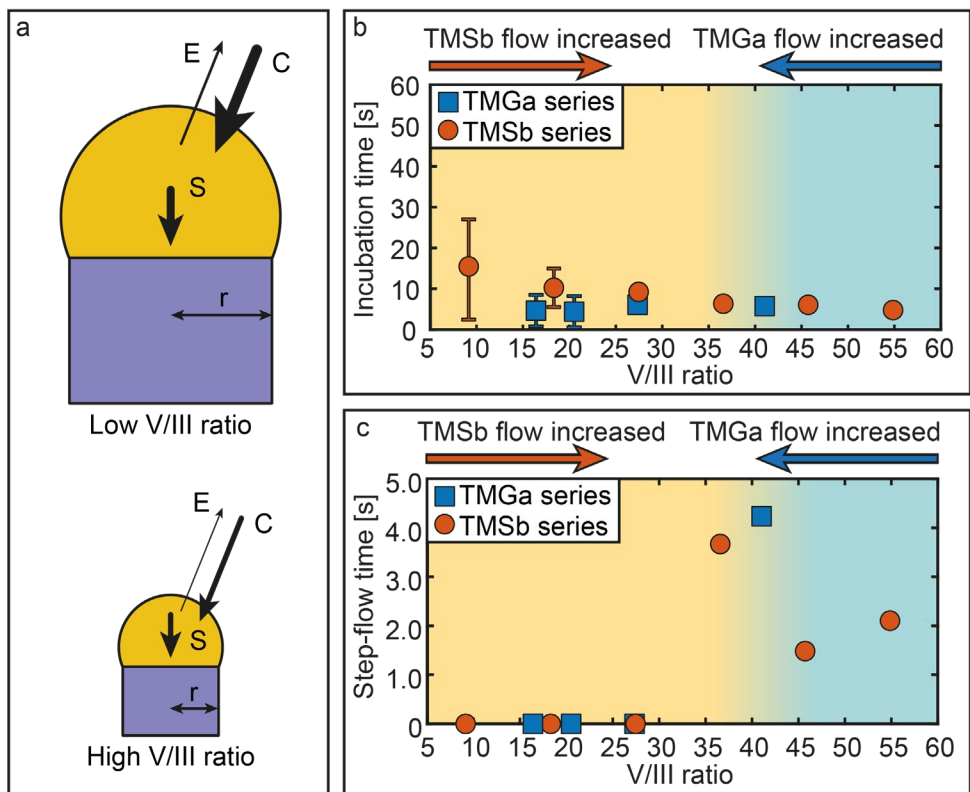 a
E
C
S
r
Low V/III ratio
E
C
S
r
High V/III ratio
b
TMSb flow increased
TMGa flow increased
Incubation time [s]
60
50
40
30
20
10
0
TMGa series
TMSb series
5 10 15 20 25 30 35 40 45 50 55 60
V/III ratio
c
TMSb flow increased
TMGa flow increased
Step-flow time [s]
5.0
4.0
3.0
2.0
1.0
0
TMGa series
TMSb series
5 10 15 20 25 30 35 40 45 50 55 60
V/III ratio